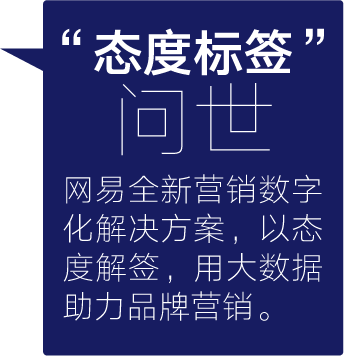 “态度标签”
问世
网易全新营销数字
化解决方案，以态
度解签，用大数据
助力品牌营销。